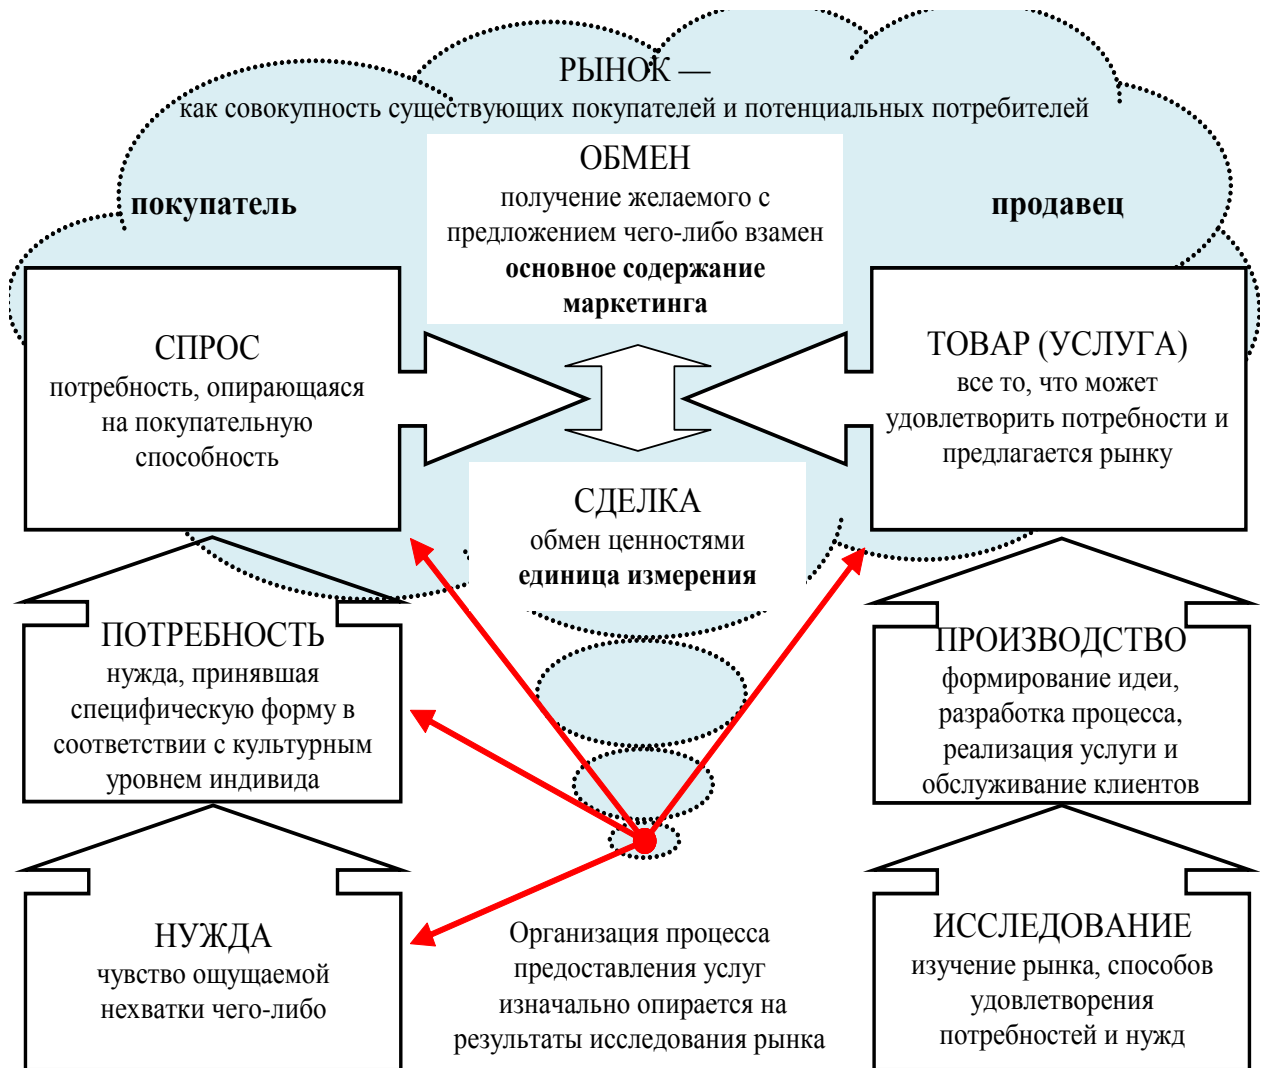 РЫНОК —
как совокупность существующих покупателей и потенциальных потребителей
ОБМЕН
получение желаемого с
предложением чего-либо взамен
основное содержание
маркетинга
покупатель
продавец
СПРОС
потребность, опирающаяся
на покупательную
способность
ТОВАР (УСЛУГА)
все то, что может
удовлетворить потребности и
предлагается рынку
СДЕЛКА
обмен ценностями
единица измерения
ПОТРЕБНОСТЬ
нужда, принявшая
специфическую форму в
соответствии с культурным
уровнем индивида
ПРОИЗВОДСТВО
формирование идеи,
разработка процесса,
реализация услуги и
обслуживание клиентов
НУЖДА
чувство ощущаемой
нехватки чего-либо
Организация процесса
предоставления услуг
изначально опирается на
результаты исследования рынка
ИССЛЕДОВАНИЕ
изучение рынка, способов
удовлетворения
потребностей и нужд